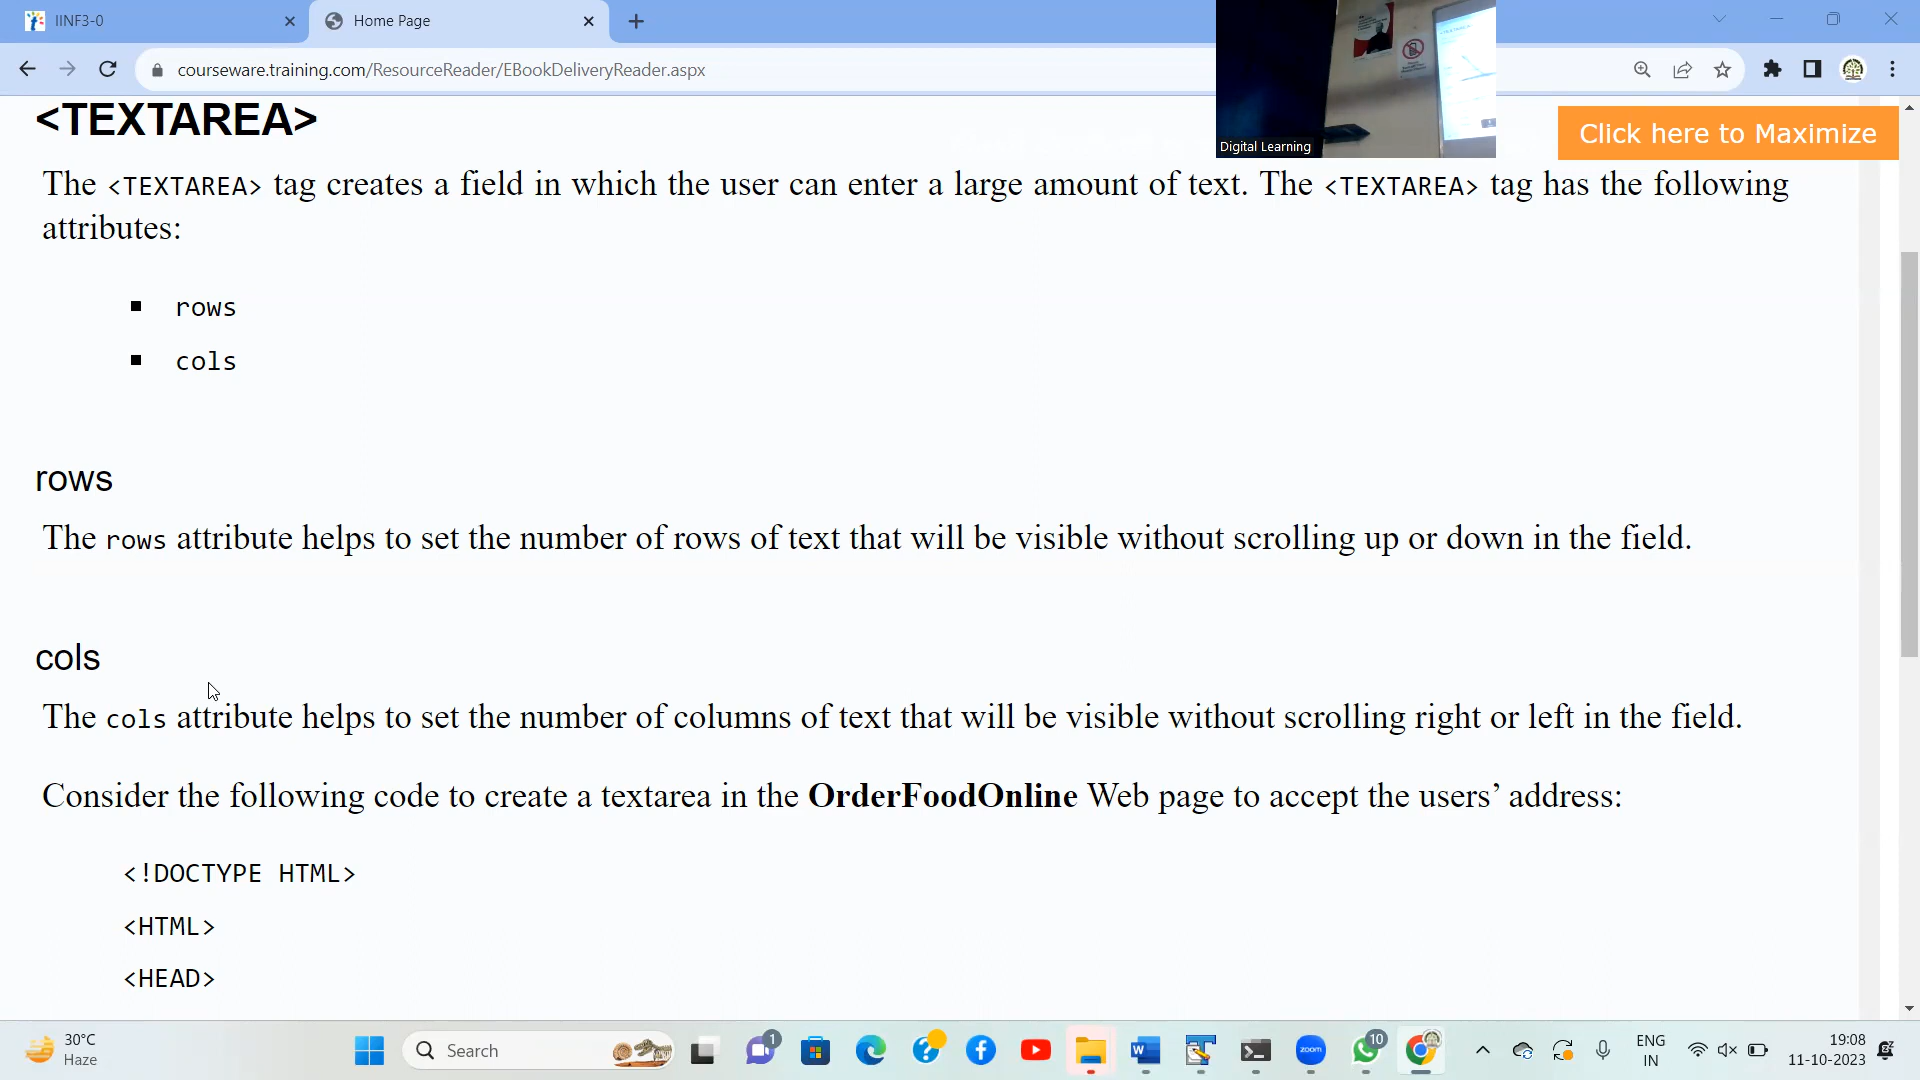 IINF3-0
Home Page
courseware.training.com/ResourceReader/EBookDeliveryReader.aspx
Digital Learning
Click here to Maximize
<TEXTAREA>
The <TEXTAREA> tag creates a field in which the user can enter a large amount of text. The <TEXTAREA> tag has the following
attributes:
▪ rows
▪ cols
rows
The rows attribute helps to set the number of rows of text that will be visible without scrolling up or down in the field.
cols
The cols attribute helps to set the number of columns of text that will be visible without scrolling right or left in the field.
Consider the following code to create a textarea in the OrderFoodOnline Web page to accept the users’ address:
<!DOCTYPE HTML>
<HTML>
<HEAD>
30°C
Haze
Search
1
zoom
10
ENG
IN
19:08
11-10-2023